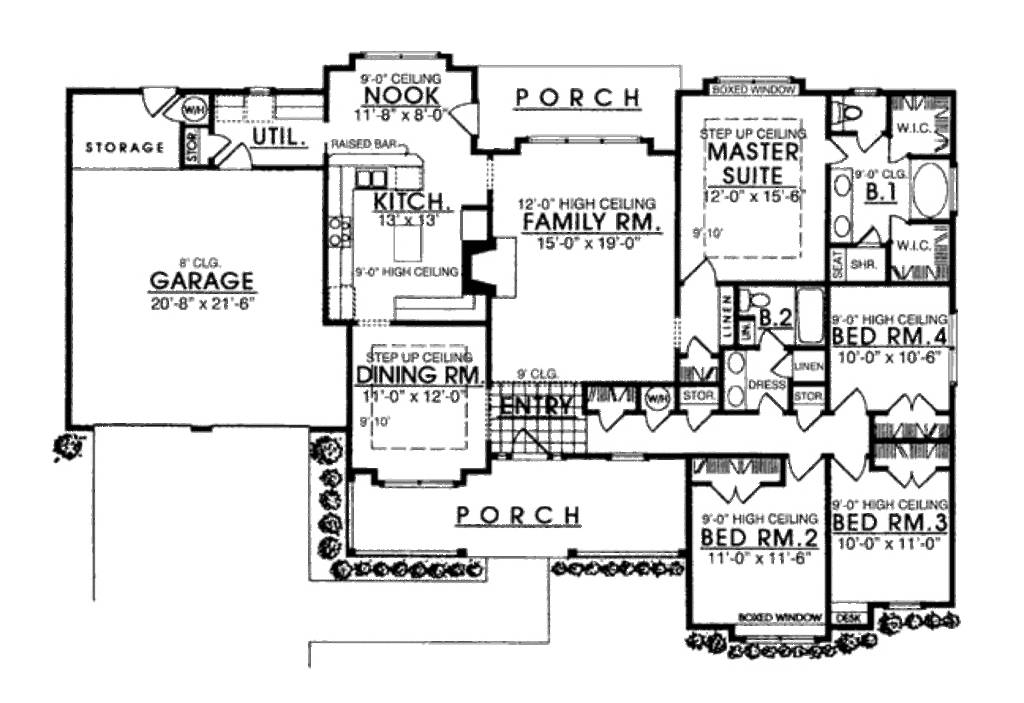 9'-0" CEILING
NOOK
11'-8" x 8'-0"
PORCH
BOXED WINDOW
W/H
UTIL.
STOR.
STORAGE
RAISED BAR
KITCH.
13' x 13'
9'-0" HIGH CEILING
12'-0" HIGH CEILING
FAMILY RM.
15'-0" x 19'-0"
STEP UP CEILING
MASTER
SUITE
12'-0" x 15'-6"
9' 10'
W.I.C.
9'-0" CLG.
B.1
W.I.C.
SEAT
SHR.
8' CLG.
GARAGE
20'-8" x 21'-6"
LINEN
LIN.
B.2
9'-0" HIGH CEILING
BED RM.4
10'-0" x 10'-6"
STEP UP CEILING
DINING RM.
11'-0" x 12'-0"
9' 10'
9' CLG.
ENTRY
W/H
STOR.
DRESS
LINEN
STOR.
PORCH
9'-0" HIGH CEILING
BED RM.2
11'-0" x 11'-6"
BOXED WINDOW
9'-0" HIGH CEILING
BED RM.3
10'-0" x 11'-0"
DESK